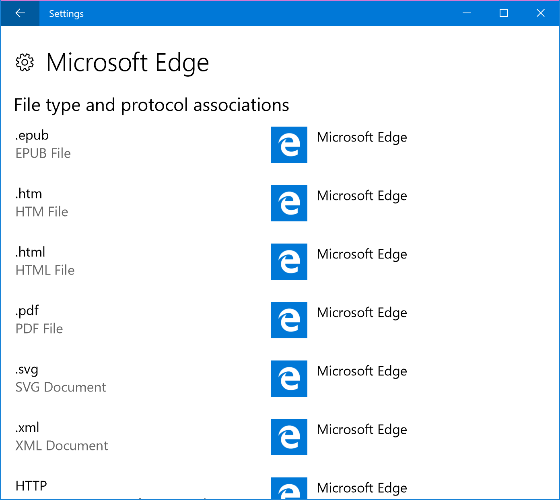 Settings
Microsoft Edge
File type and protocol associations
.epub
EPUB File
Microsoft Edge
.htm
HTM File
Microsoft Edge
.html
HTML File
Microsoft Edge
.pdf
PDF File
Microsoft Edge
.svg
SVG Document
Microsoft Edge
.xml
XML Document
Microsoft Edge
HTTP
Microsoft Edge